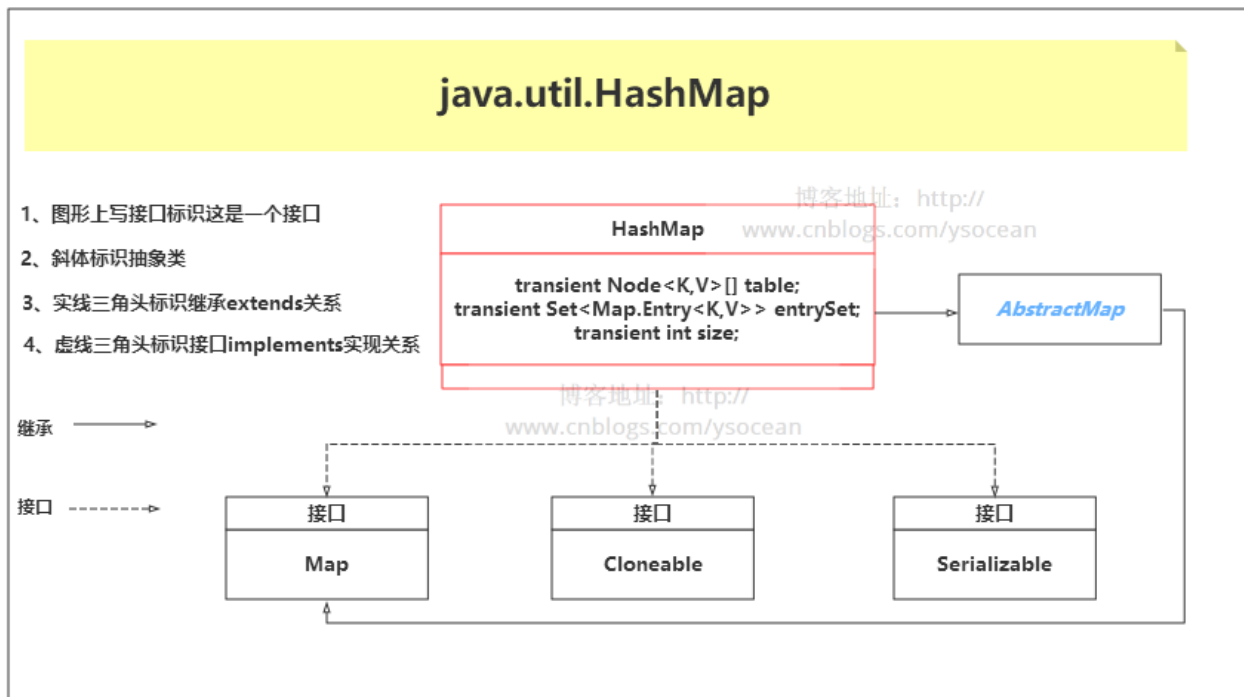 java.util.HashMap
1、图形上写接口标识这是一个接口
2、斜体标识抽象类
3、实线三角头标识继承extends关系
4、虚线三角头标识接口implements实现关系
博客地址：http://
www.cnblogs.com/ysocean
HashMap
transient Node<K,V>[] table;
transient Set<Map.Entry<K,V>> entrySet;
transient int size;
AbstractMap
博客地址：http://
www.cnblogs.com/ysocean
继承
接口
接口
Map
接口
Cloneable
接口
Serializable